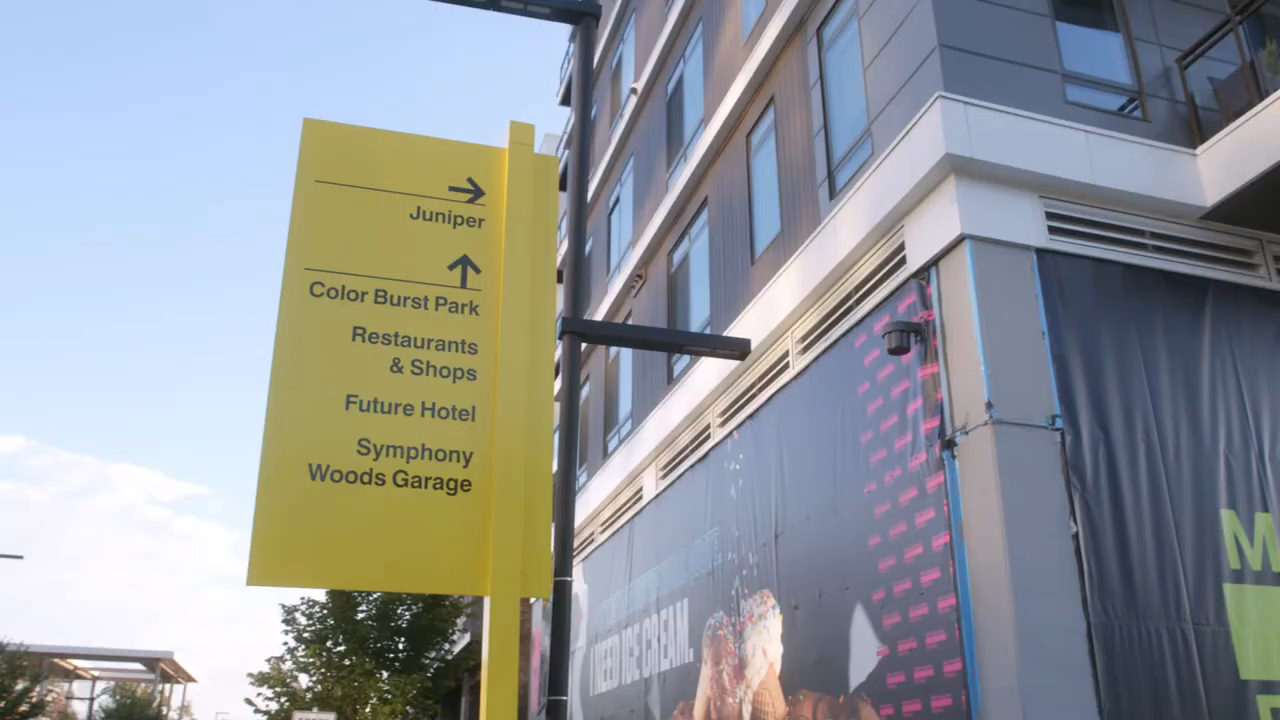 Juniper
Color Burst Park
Restaurants
& Shops
Future Hotel
Symphony
Woods Garage
I NEED ICE CREAM.